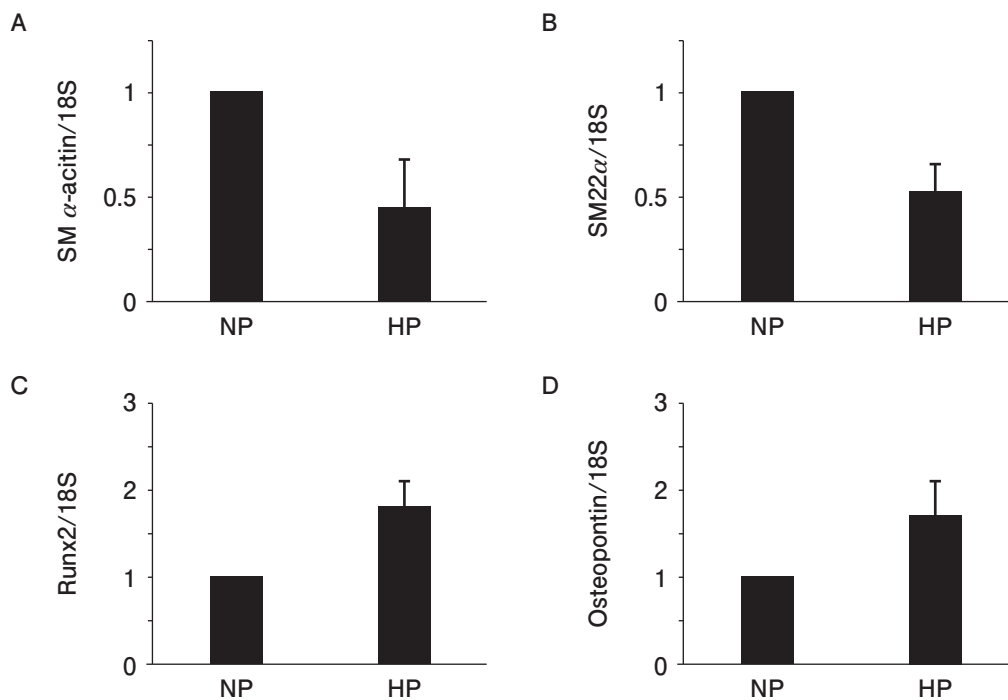 A
SM α-acitin/18S
1
0.5
0
NP HP
B
SM22α/18S
1
0.5
0
NP HP
C
Runx2/18S
3
2
1
0
NP HP
D
Osteopontin/18S
3
2
1
0
NP HP